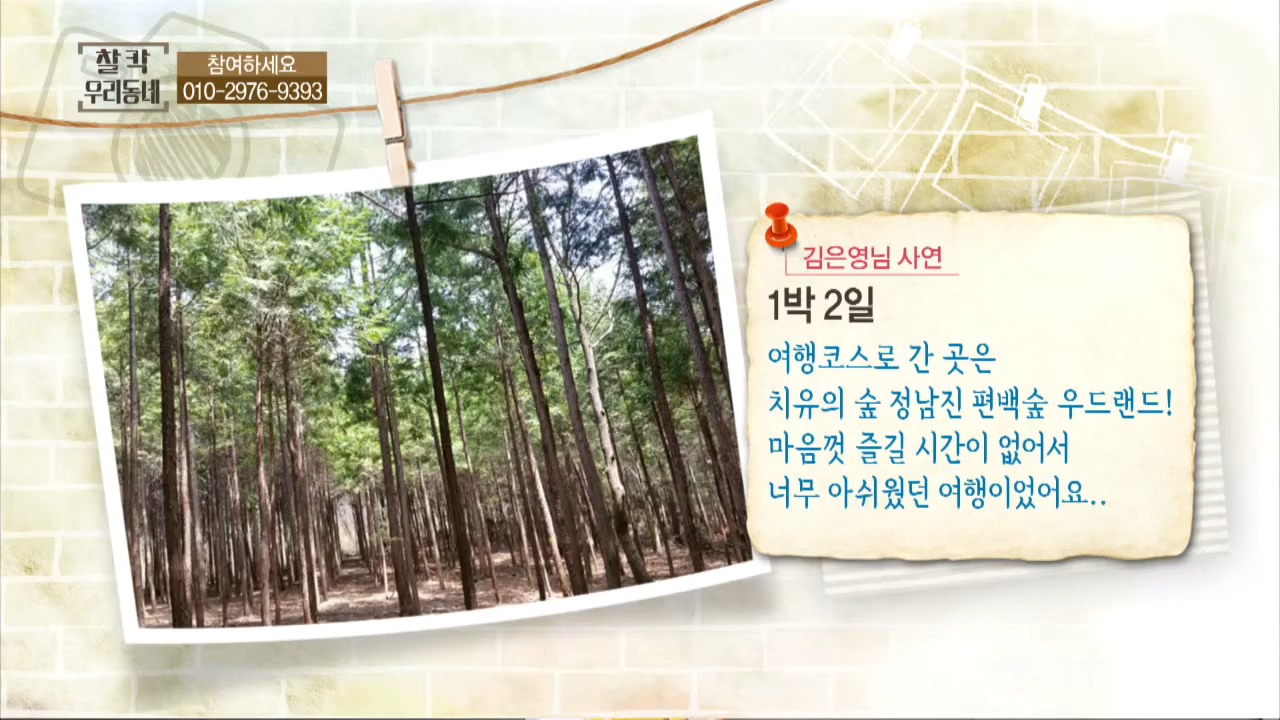 찰칵
우리동네
참여하세요
010-2976-9393
김은영님 사연
1박 2일
여행코스로 간 곳은
치유의 숲 정남진 편백숲 우드랜드!
마음껏 즐길 시간이 없어서
너무 아쉬웠던 여행이었어요..